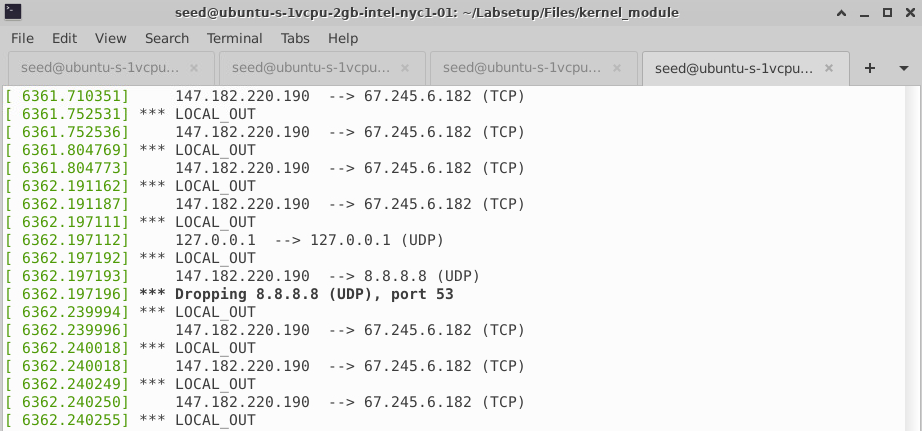 seed@ubuntu-s-1vcpu-2gb-intel-nyc1-01: ~/Labsetup/Files/kernel_module
File Edit View Search Terminal Tabs Help
seed@ubuntu-s-1vcpu... × seed@ubuntu-s-1vcpu... × seed@ubuntu-s-1vcpu... × seed@ubuntu-s-1vcpu... × +
[ 6361.710351]     147.182.220.190  --> 67.245.6.182 (TCP)
[ 6361.752531] *** LOCAL_OUT
[ 6361.752536]     147.182.220.190  --> 67.245.6.182 (TCP)
[ 6361.804769] *** LOCAL_OUT
[ 6361.804773]     147.182.220.190  --> 67.245.6.182 (TCP)
[ 6362.191162] *** LOCAL_OUT
[ 6362.191187]     147.182.220.190  --> 67.245.6.182 (TCP)
[ 6362.197111] *** LOCAL_OUT
[ 6362.197112]     127.0.0.1  --> 127.0.0.1 (UDP)
[ 6362.197192] *** LOCAL_OUT
[ 6362.197193]     147.182.220.190  --> 8.8.8.8 (UDP)
[ 6362.197196] *** Dropping 8.8.8.8 (UDP), port 53
[ 6362.239994] *** LOCAL_OUT
[ 6362.239996]     147.182.220.190  --> 67.245.6.182 (TCP)
[ 6362.240018] *** LOCAL_OUT
[ 6362.240018]     147.182.220.190  --> 67.245.6.182 (TCP)
[ 6362.240249] *** LOCAL_OUT
[ 6362.240250]     147.182.220.190  --> 67.245.6.182 (TCP)
[ 6362.240255] *** LOCAL_OUT